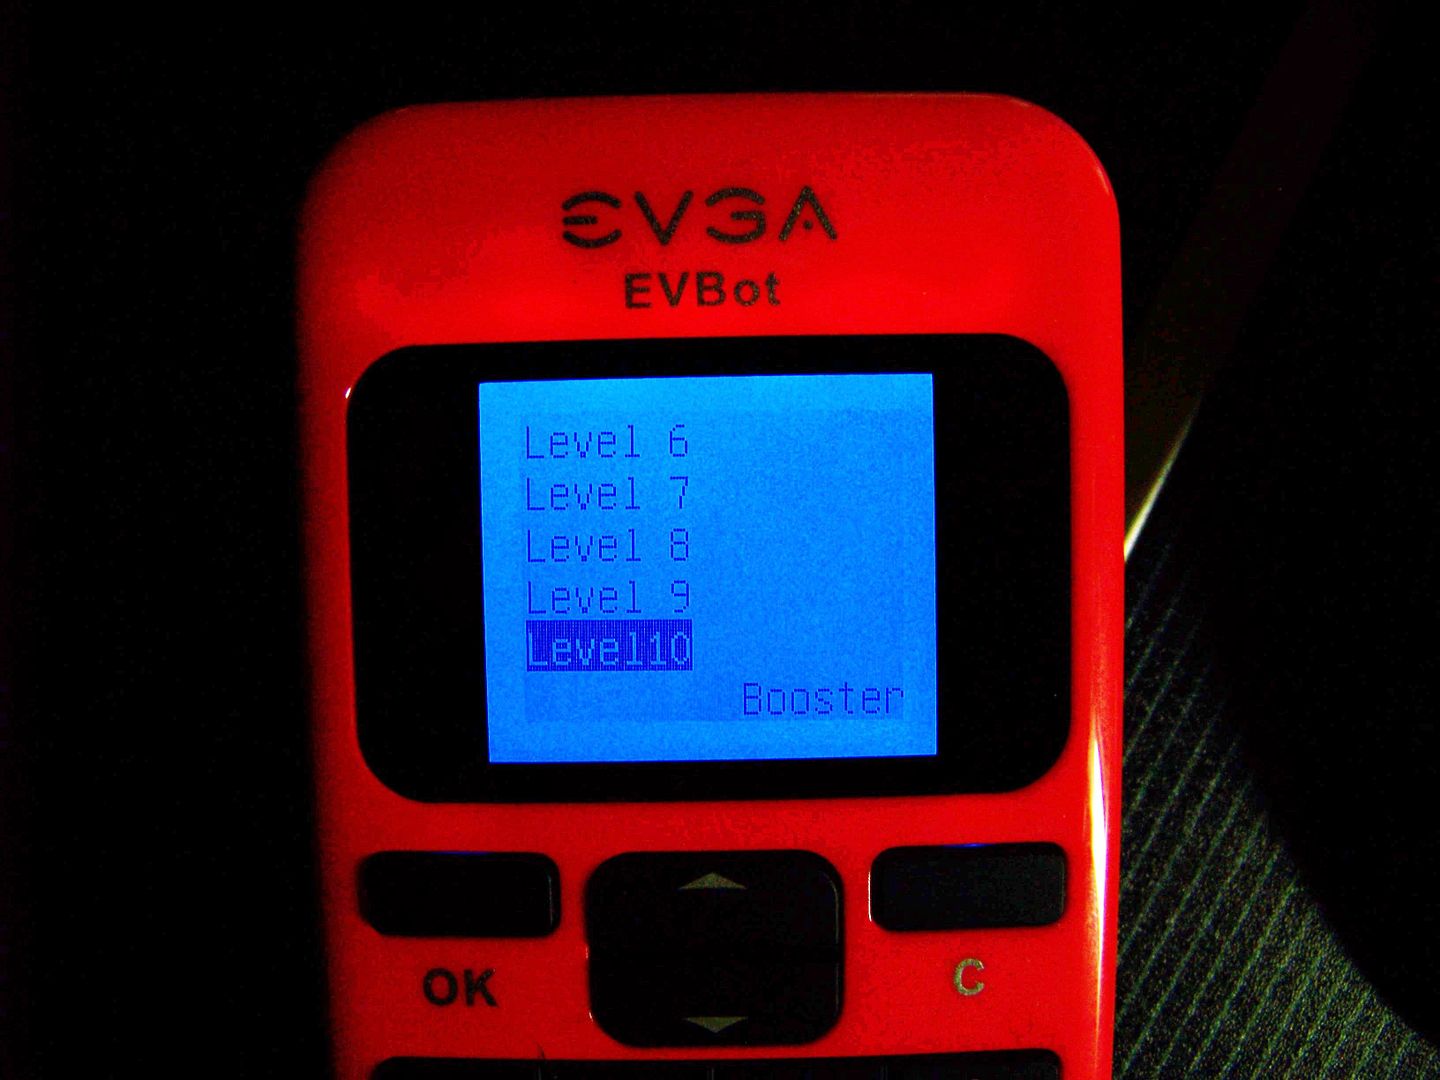 EVGA
EVBot
Level 6
Level 7
Level 8
Level 9
Level10
Booster
OK
C